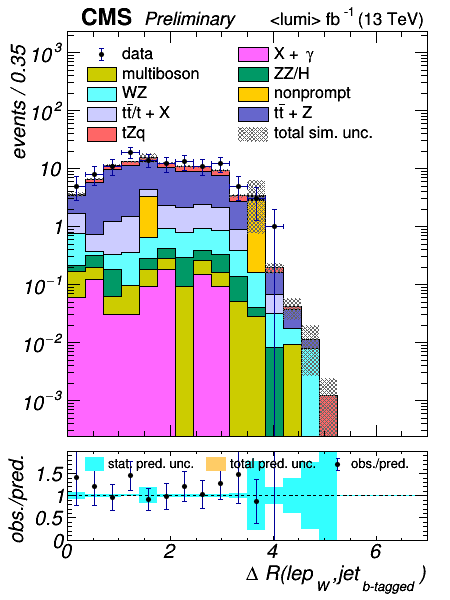 CMS Preliminary <lumi> fb⁻¹ (13 TeV)
events / 0.35
10³
10²
10
1
10⁻¹
10⁻²
10⁻³
data
X + γ
multiboson
ZZ/H
WZ
nonprompt
tt̄/t + X
tt̄ + Z
tZq
total sim. unc.
obs./pred.
1.5
1
0.5
0
stat. pred. unc.
total pred. unc.
obs./pred.
0 2 4 6
Δ R(lep_W, jet_b-tagged)